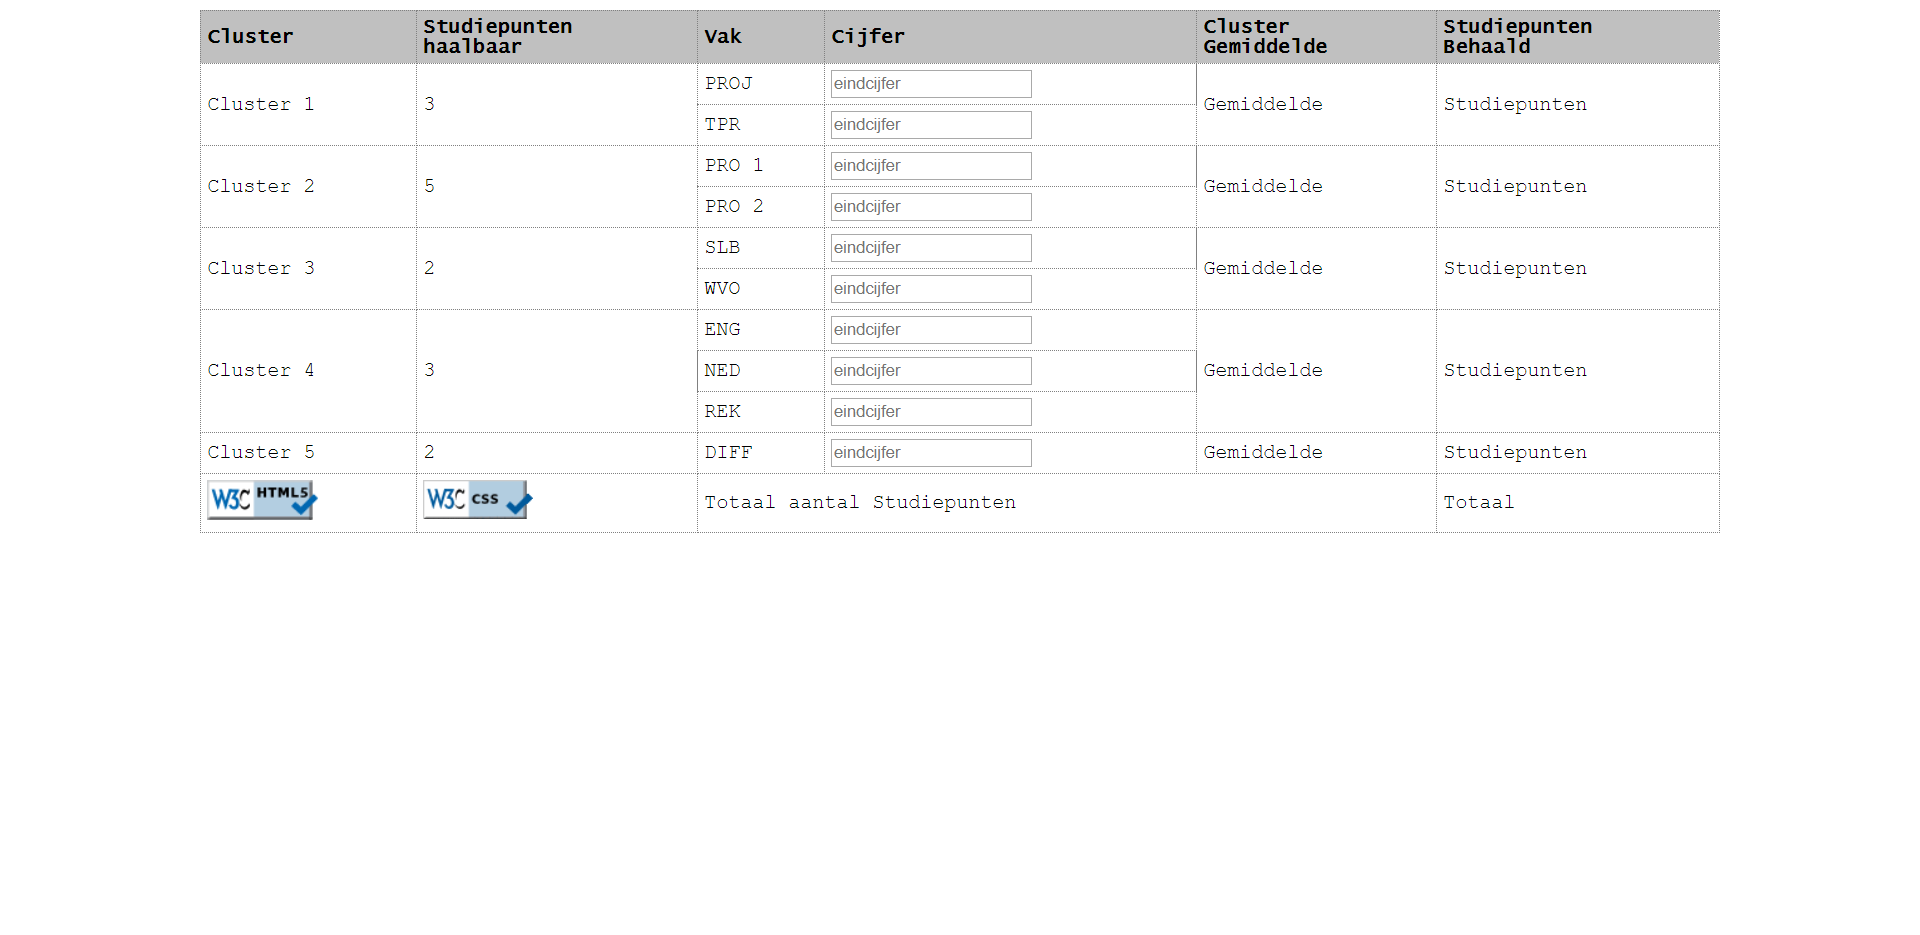 Cluster
Studiepunten
haalbaar
Vak
Cijfer
Cluster
Gemiddelde
Studiepunten
Behaald
Cluster 1
3
PROJ
eindcijfer
TPR
eindcijfer
Gemiddelde
Studiepunten
Cluster 2
5
PRO 1
eindcijfer
PRO 2
eindcijfer
Gemiddelde
Studiepunten
Cluster 3
2
SLB
eindcijfer
WVO
eindcijfer
Gemiddelde
Studiepunten
Cluster 4
3
ENG
eindcijfer
NED
eindcijfer
REK
eindcijfer
Gemiddelde
Studiepunten
Cluster 5
2
DIFF
eindcijfer
Gemiddelde
Studiepunten
W3C HTML5
W3C CSS
Totaal aantal Studiepunten
Totaal